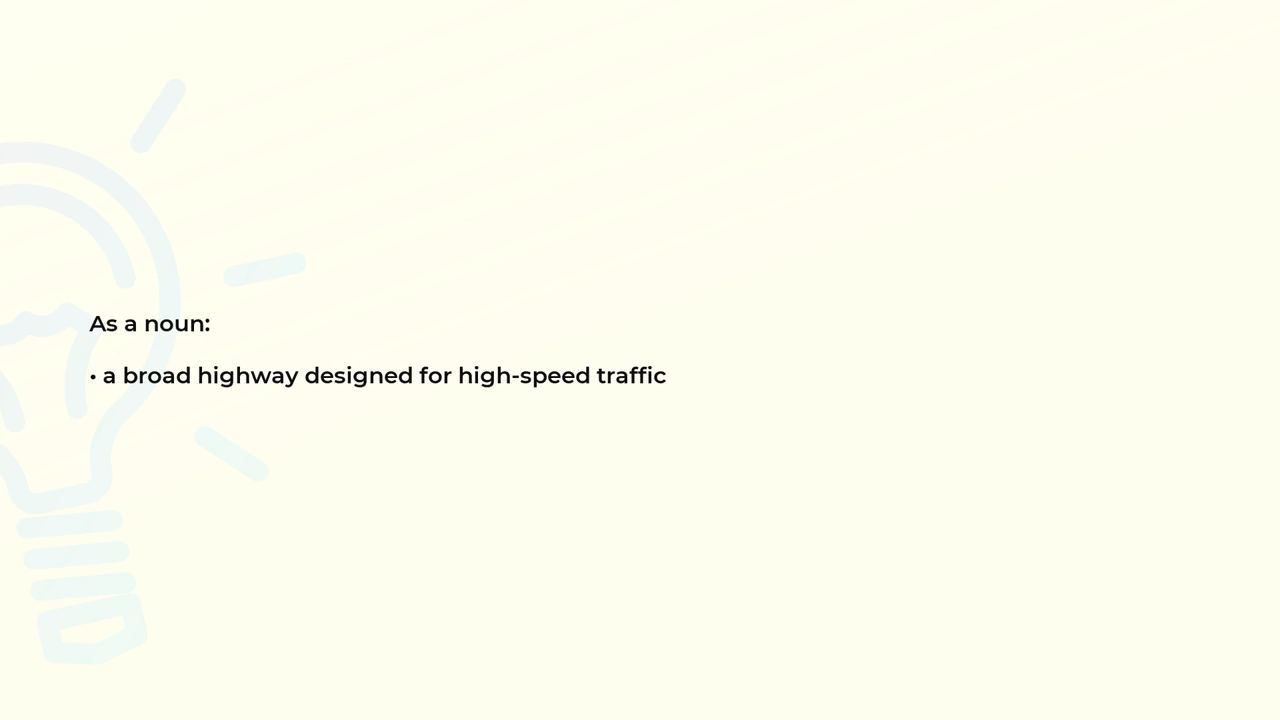 As a noun:
• a broad highway designed for high-speed traffic